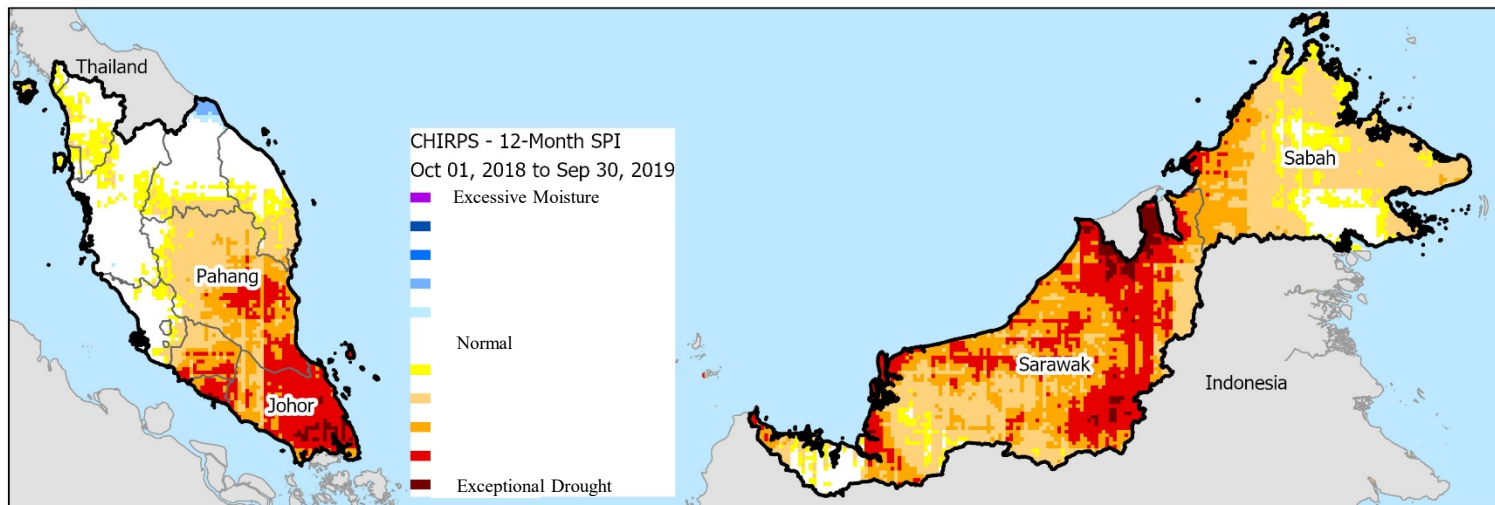 Thailand
CHIRPS - 12-Month SPI
Oct 01, 2018 to Sep 30, 2019
Excessive Moisture
Normal
Exceptional Drought
Pahang
Johor
Sabah
Sarawak
Indonesia